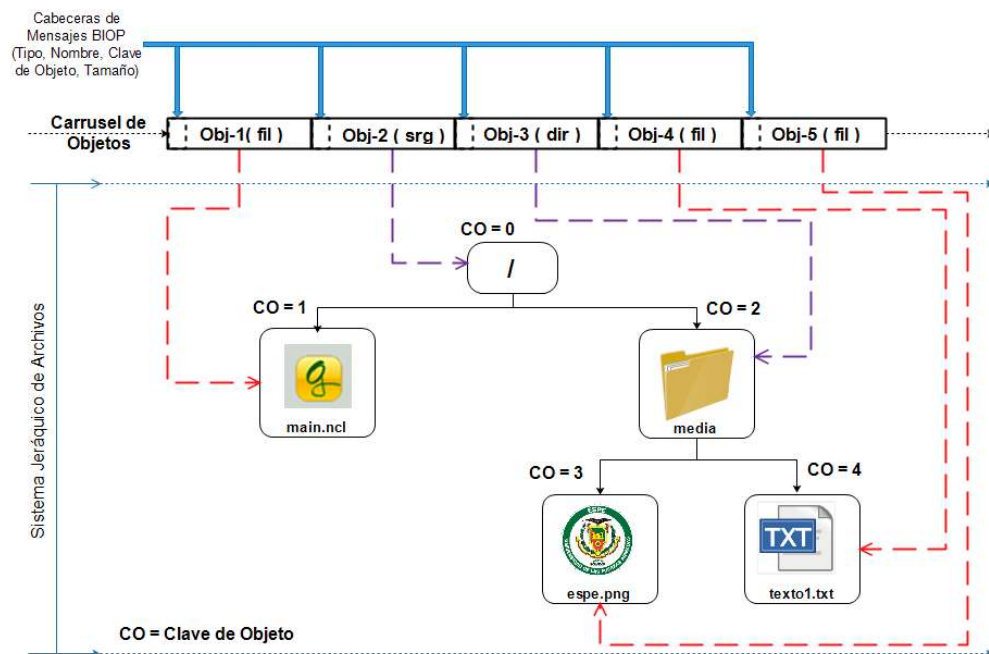 Cabeceras de
Mensajes BIOP
(Tipo, Nombre, Clave
de Objeto, Tamaño)
Carrusel de
Objetos
Obj-1( fil )
Obj-2 ( srg )
Obj-3 ( dir )
Obj-4 ( fil )
Obj-5 ( fil )
CO = 0
/
CO = 1
CO = 2
main.ncl
media
CO = 3
CO = 4
ESPE
TXT
espe.png
texto1.txt
Sistema Jeráquico de Archivos
CO = Clave de Objeto